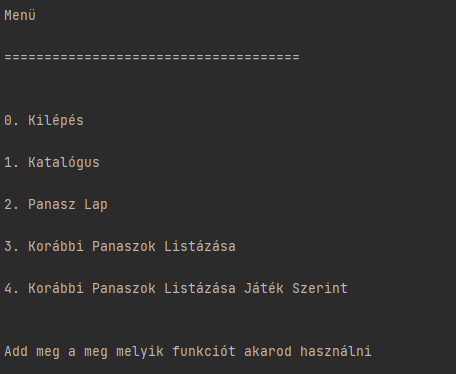 Menü
=====================================
0. Kilépés
1. Katalógus
2. Panasz Lap
3. Korábbi Panaszok Listázása
4. Korábbi Panaszok Listázása Játék Szerint
Add meg a meg melyik funkciót akarod használni